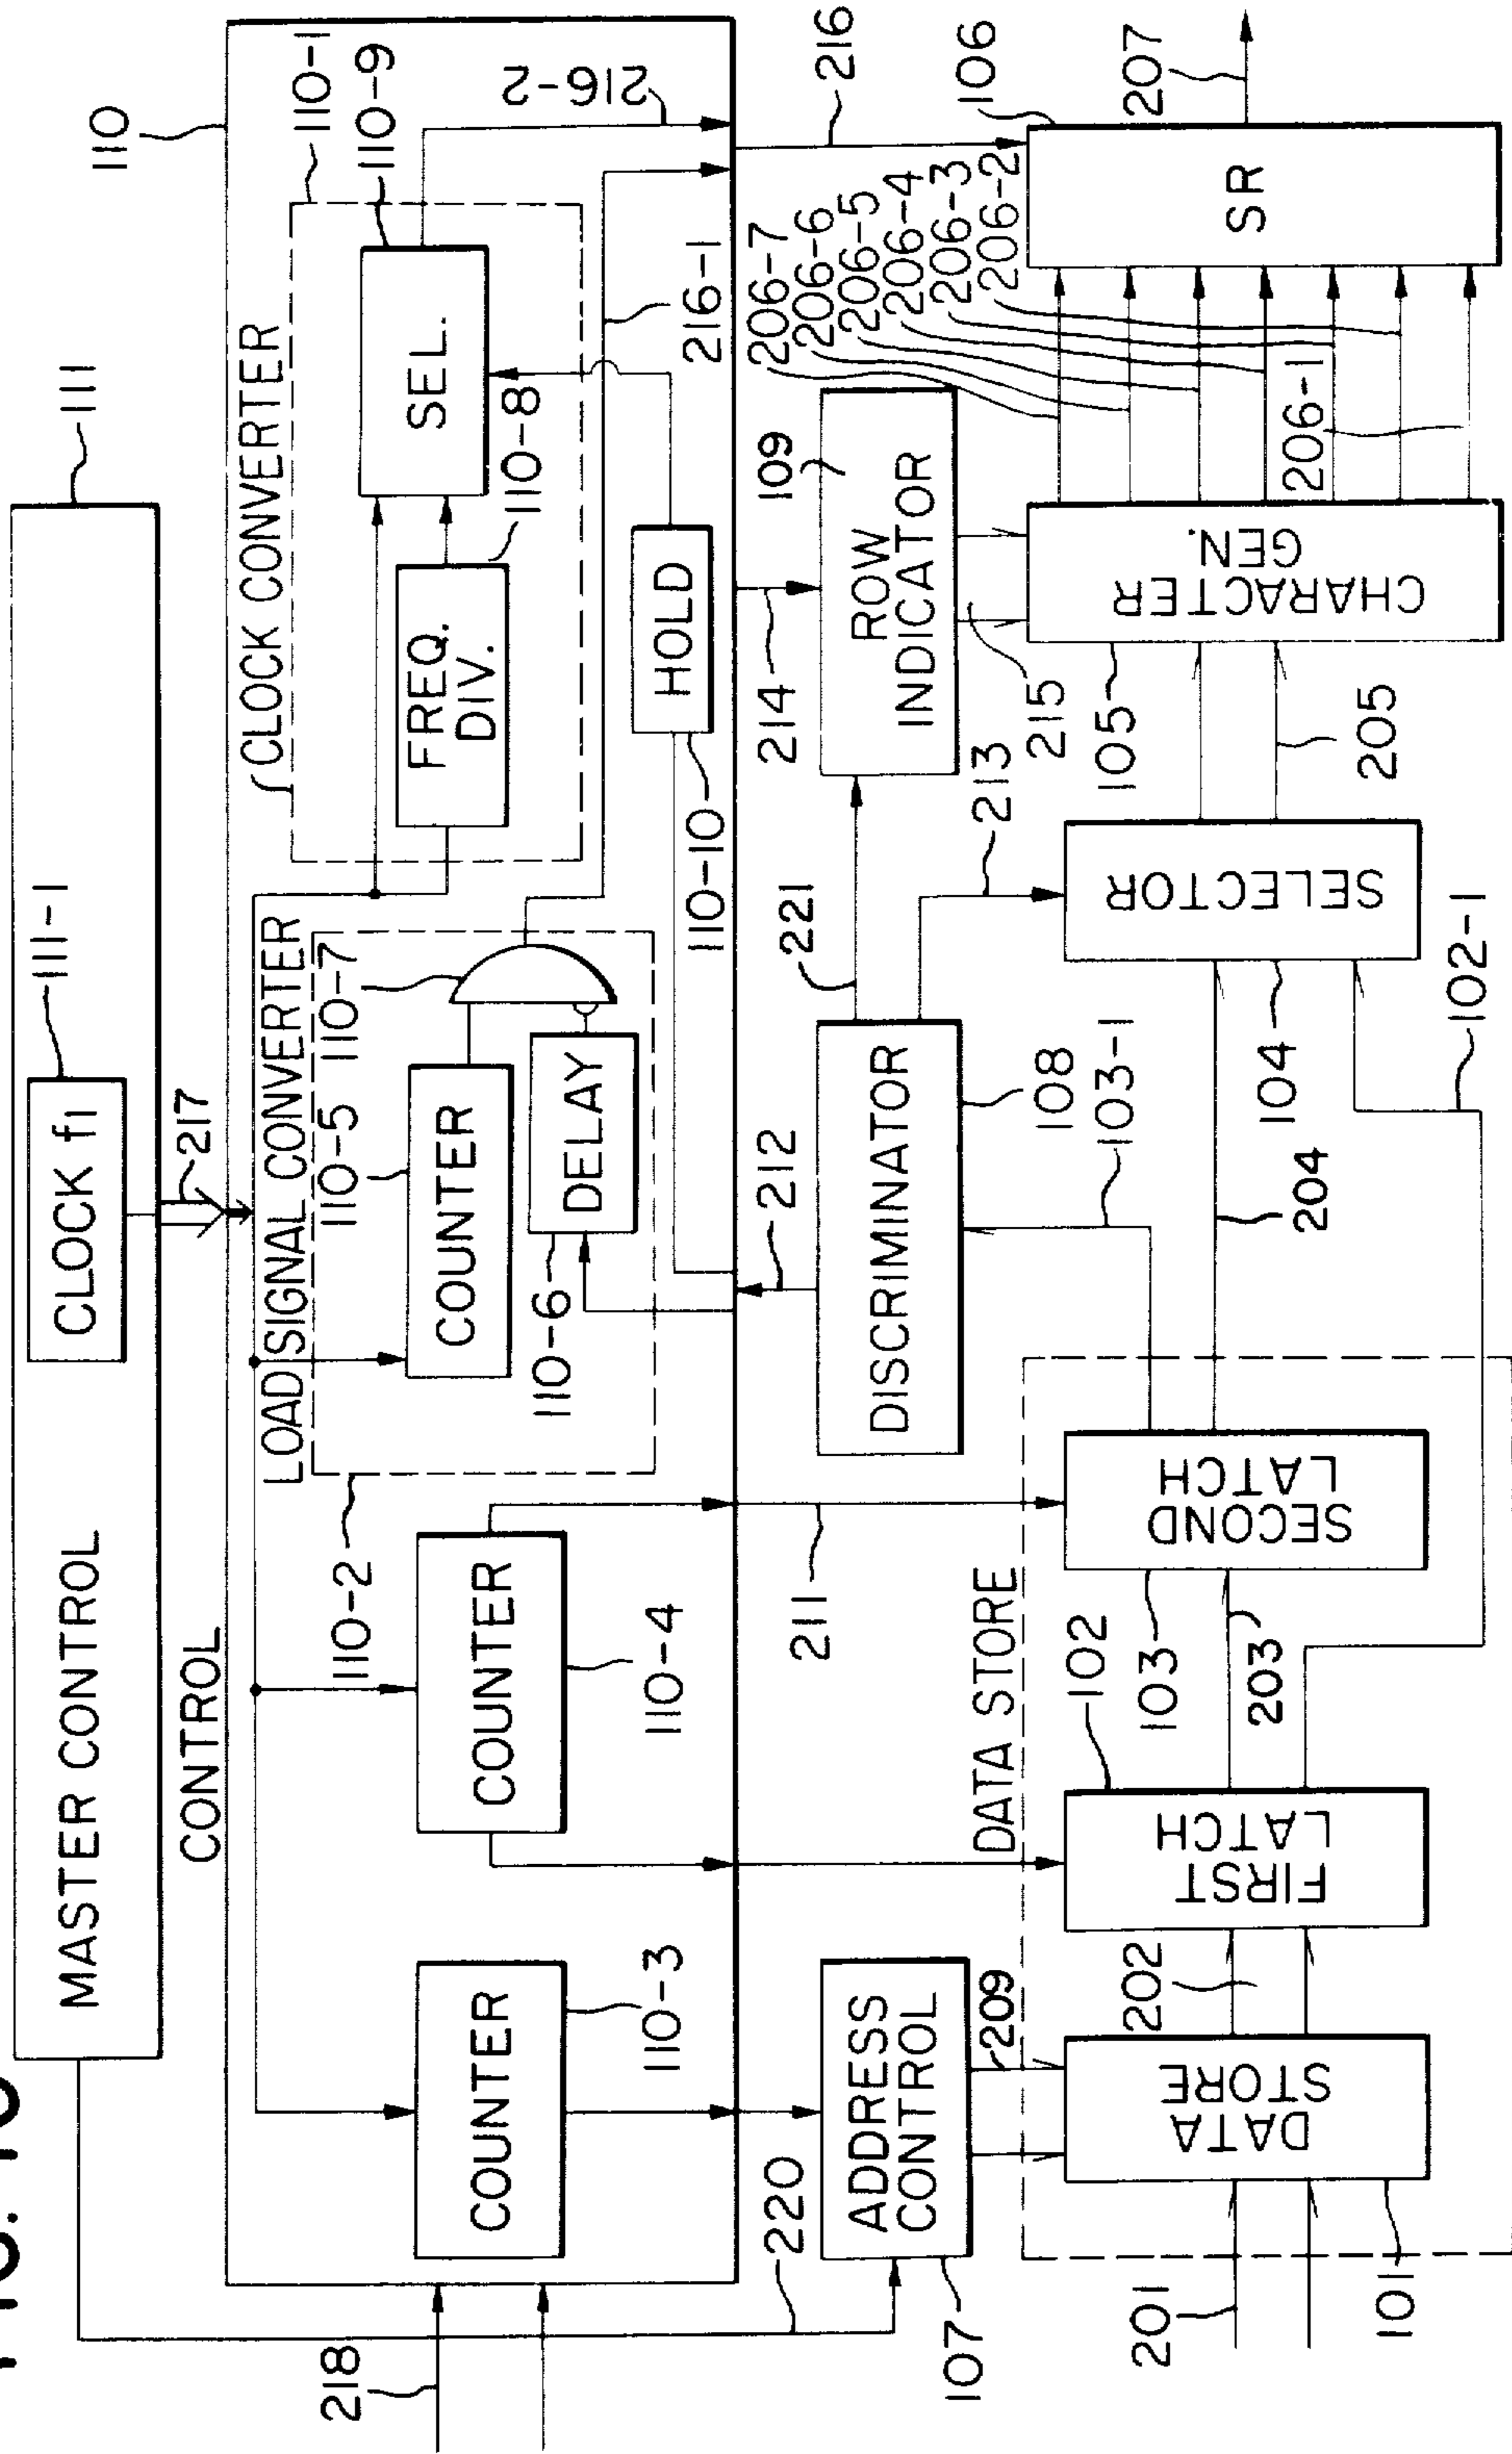 MASTER CONTROL
CLOCK f1
111-1
111
217
CONTROL
110
218
220
COUNTER
110-3
COUNTER
110-4
LOAD SIGNAL CONVERTER
110-2
110-5
110-7
COUNTER
DELAY
110-6
CLOCK CONVERTER
110-1
110-9
SEL.
FREQ.
DIV.
110-8
HOLD
110-10
216-1
216-2
216
ADDRESS
CONTROL
107
209
211
212
DISCRIMINATOR
108
103-1
221
213
214
ROW
INDICATOR
109
215
206-7
206-6
206-5
206-4
206-3
206-2
206-1
106
SR
207
DATA STORE
201
DATA
STORE
101
202
FIRST
LATCH
102
203
SECOND
LATCH
103
204
102-1
SELECTOR
104
205
CHARACTER
GEN.
105